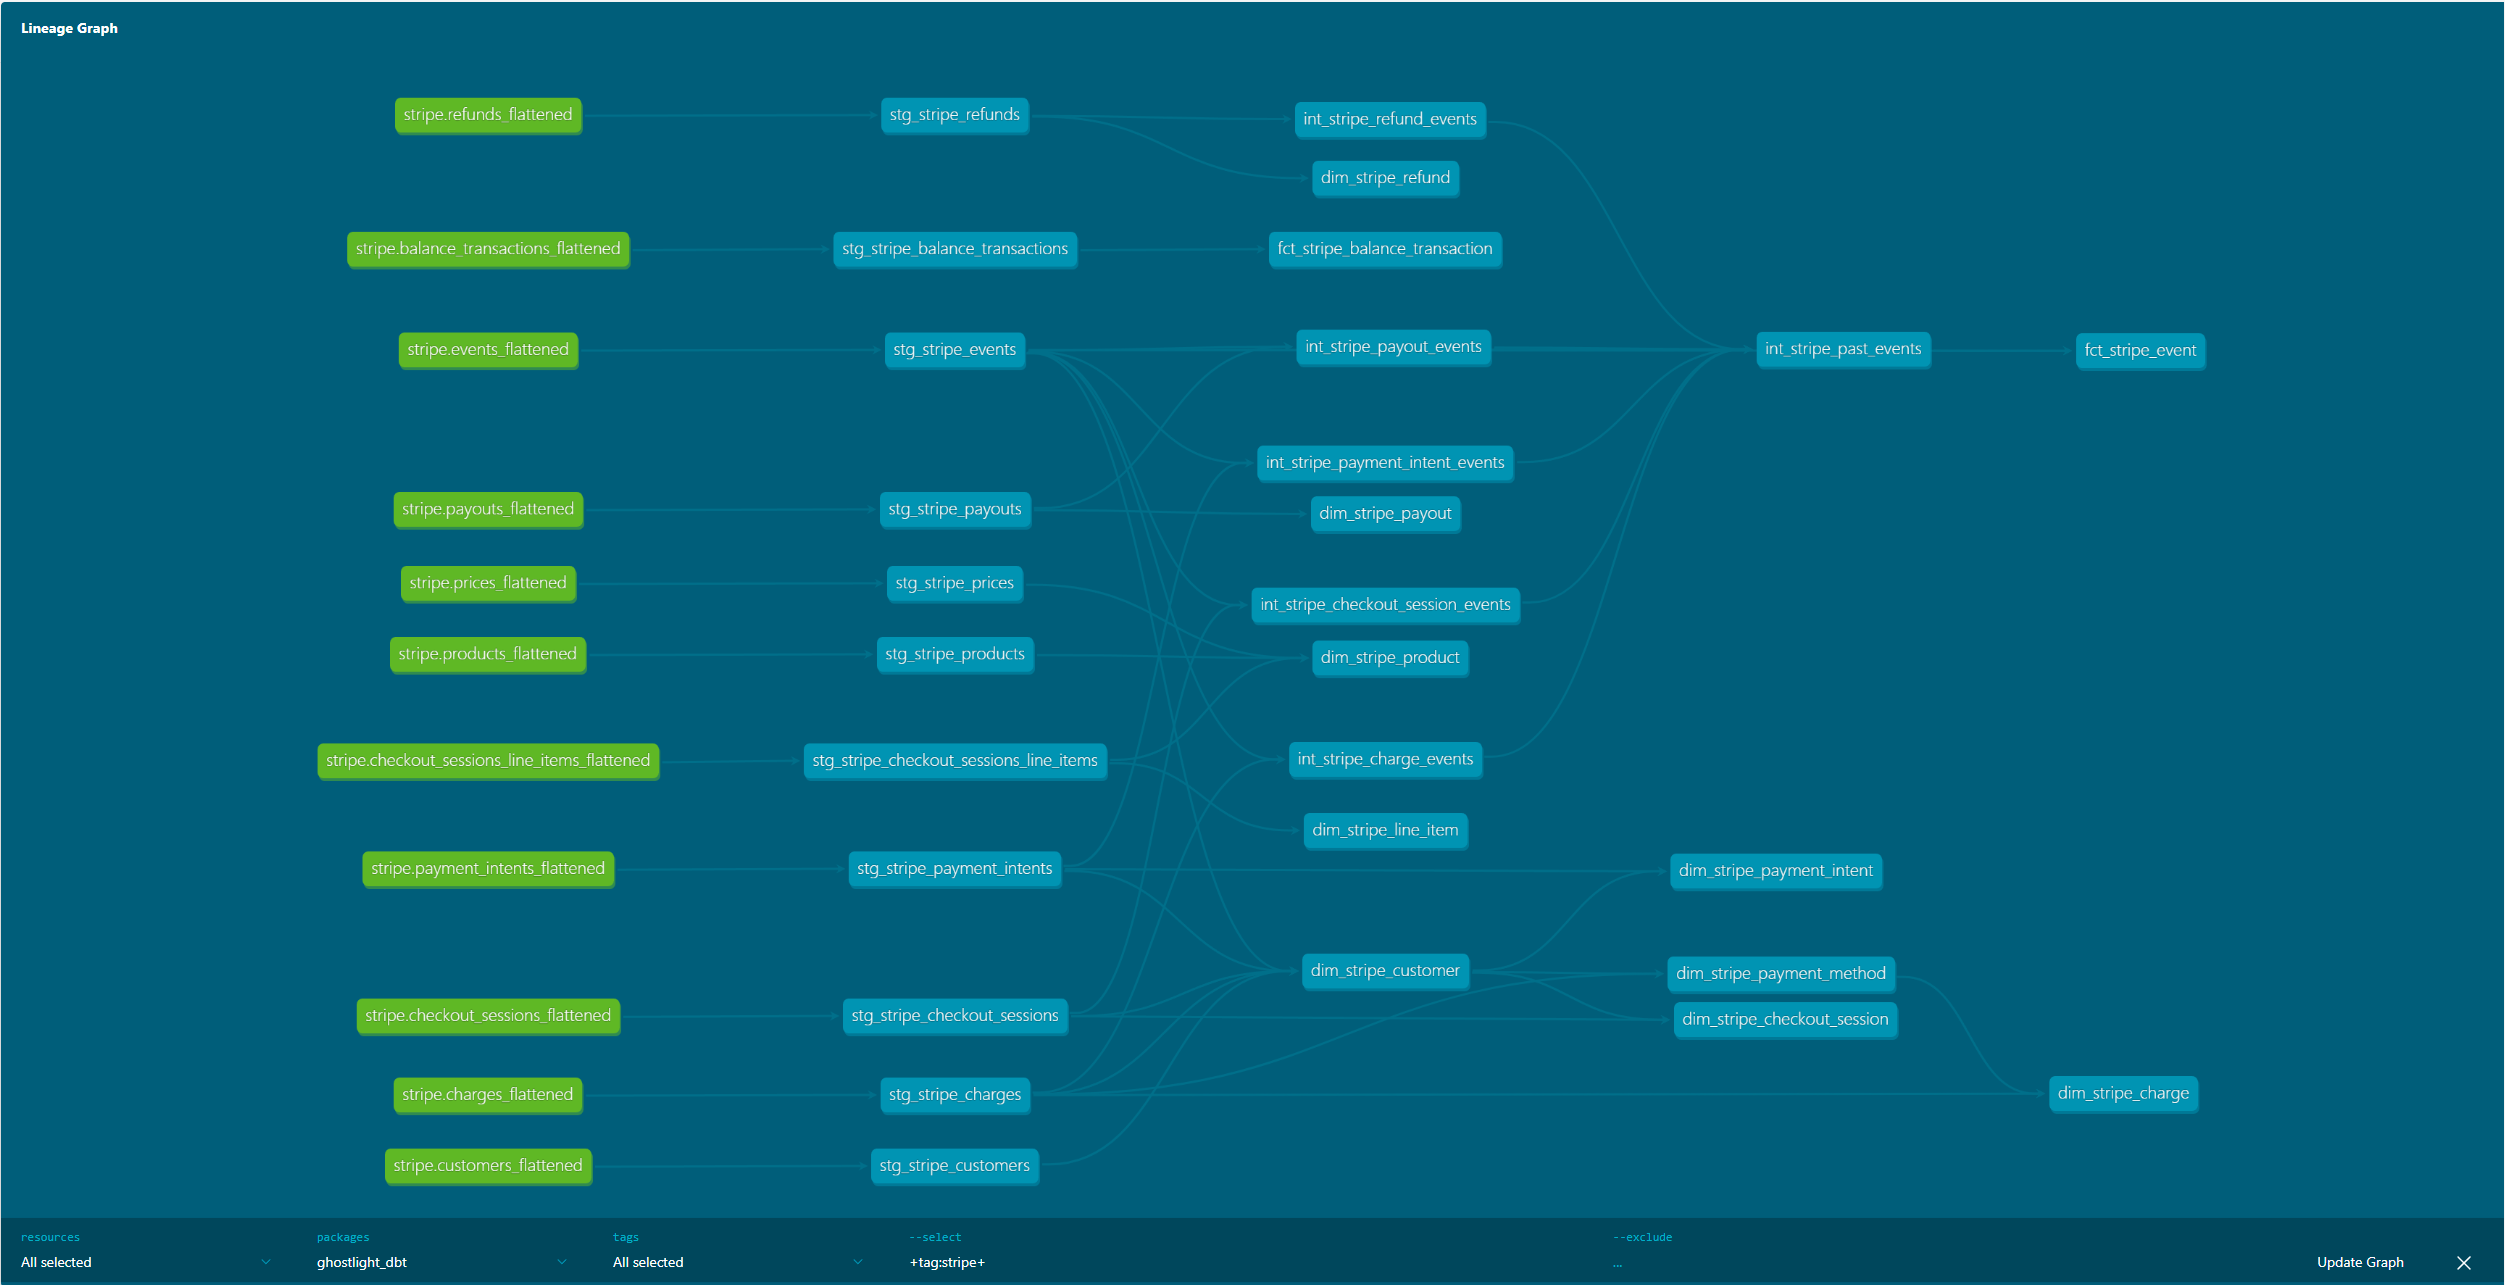 Lineage Graph
stripe.refunds_flattened
stg_stripe_refunds
int_stripe_refund_events
dim_stripe_refund
stripe.balance_transactions_flattened
stg_stripe_balance_transactions
fct_stripe_balance_transaction
stripe.events_flattened
stg_stripe_events
int_stripe_payout_events
int_stripe_past_events
fct_stripe_event
int_stripe_payment_intent_events
stripe.payouts_flattened
stg_stripe_payouts
dim_stripe_payout
stripe.prices_flattened
stg_stripe_prices
int_stripe_checkout_session_events
stripe.products_flattened
stg_stripe_products
dim_stripe_product
stripe.checkout_sessions_line_items_flattened
stg_stripe_checkout_sessions_line_items
int_stripe_charge_events
dim_stripe_line_item
stripe.payment_intents_flattened
stg_stripe_payment_intents
dim_stripe_payment_intent
dim_stripe_customer
dim_stripe_payment_method
stripe.checkout_sessions_flattened
stg_stripe_checkout_sessions
dim_stripe_checkout_session
stripe.charges_flattened
stg_stripe_charges
dim_stripe_charge
stripe.customers_flattened
stg_stripe_customers
resources
packages
tags
--select
--exclude
All selected
ghostlight_dbt
All selected
+tag:stripe+
...
Update Graph